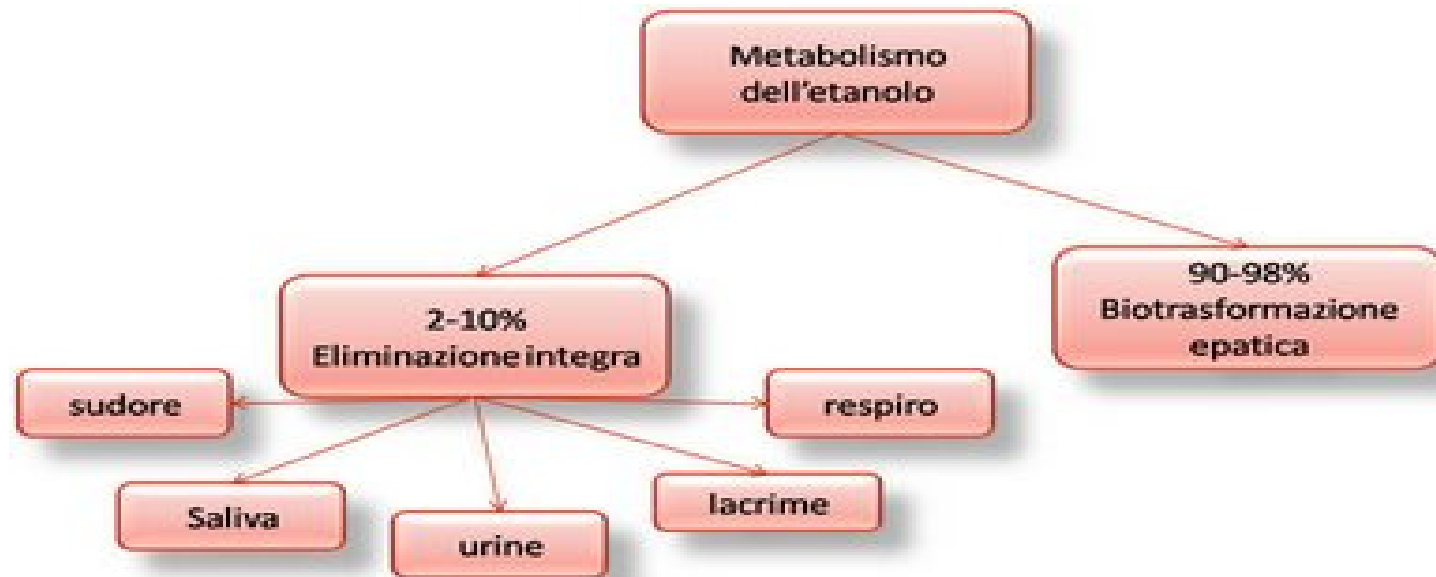 Metabolismo
dell'etanolo
90-98%
Biotrasformazione
epatica
2-10%
Eliminazione integra
sudore
respiro
Saliva
urine
lacrime